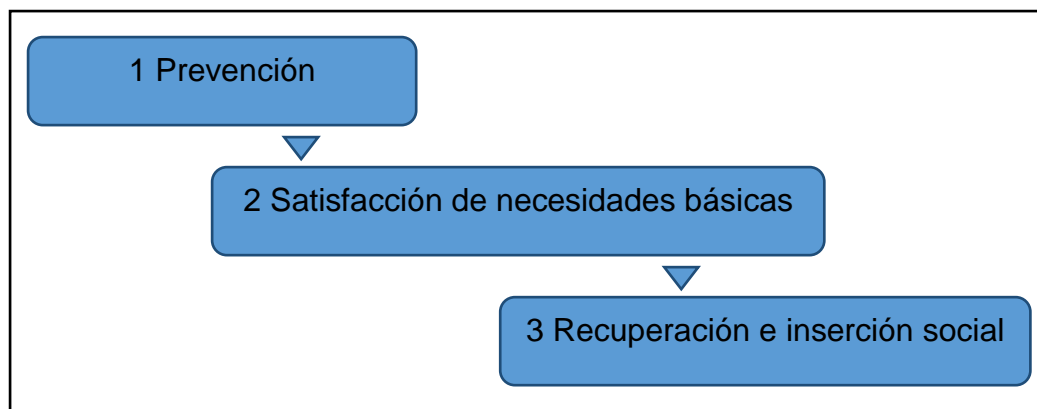 1 Prevención
2 Satisfacción de necesidades básicas
3 Recuperación e inserción social